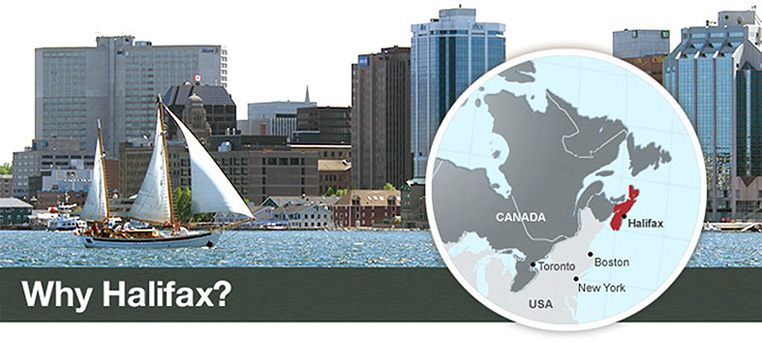 CANADA
Halifax
Toronto
Boston
New York
USA
Why Halifax?